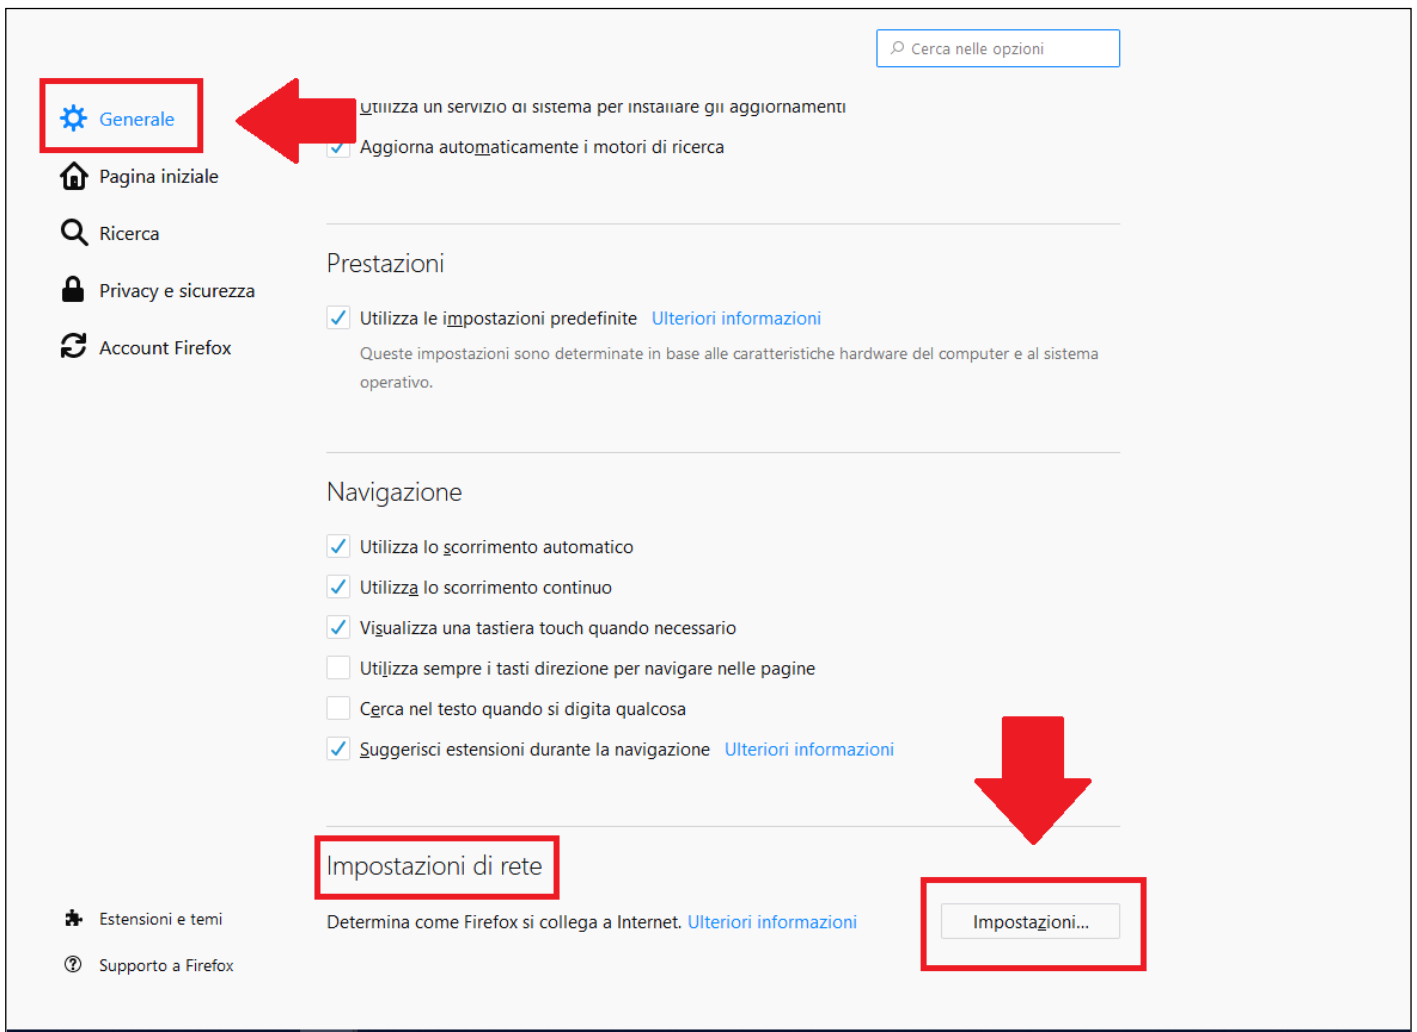 Cerca nelle opzioni
Generale
Pagina iniziale
Ricerca
Privacy e sicurezza
Account Firefox
Estensioni e temi
Supporto a Firefox
Utilizza un servizio di sistema per installare gli aggiornamenti
Aggiorna automaticamente i motori di ricerca
Prestazioni
Utilizza le impostazioni predefinite Ulteriori informazioni
Queste impostazioni sono determinate in base alle caratteristiche hardware del computer e al sistema
operativo.
Navigazione
Utilizza lo scorrimento automatico
Utilizza lo scorrimento continuo
Visualizza una tastiera touch quando necessario
Utilizza sempre i tasti direzione per navigare nelle pagine
Cerca nel testo quando si digita qualcosa
Suggerisci estensioni durante la navigazione Ulteriori informazioni
Impostazioni di rete
Determina come Firefox si collega a Internet. Ulteriori informazioni
Impostazioni...